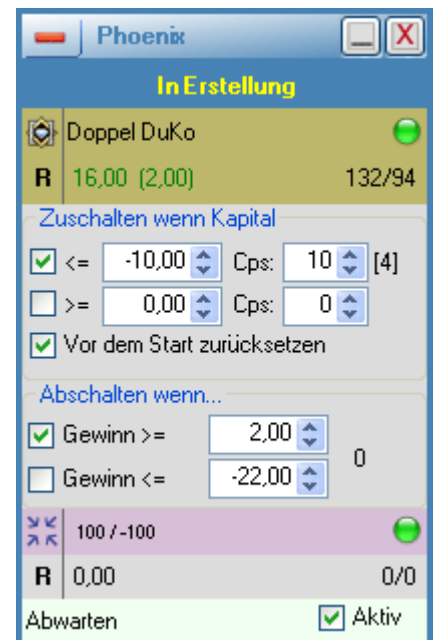 Phoenix
In Erstellung
Doppel DuKo
R 16,00 (2,00) 132/94
Zuschalten wenn Kapital
<= -10,00 Cps: 10 [4]
>= 0,00 Cps: 0
Vor dem Start zurücksetzen
Abschalten wenn...
Gewinn >= 2,00
0
Gewinn <= -22,00
100 / -100
R 0,00 0/0
Abwarten Aktiv